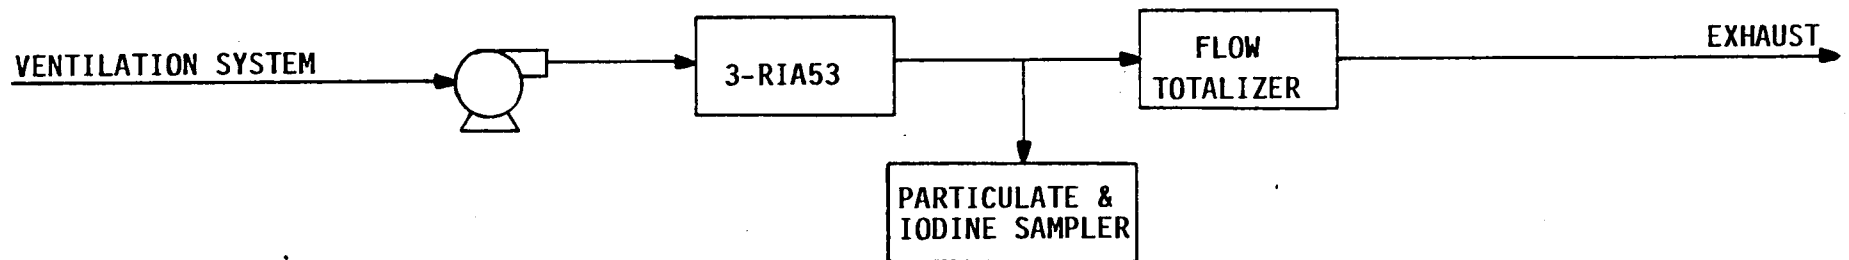 VENTILATION SYSTEM
3-RIA53
FLOW
TOTALIZER
EXHAUST
PARTICULATE &
IODINE SAMPLER